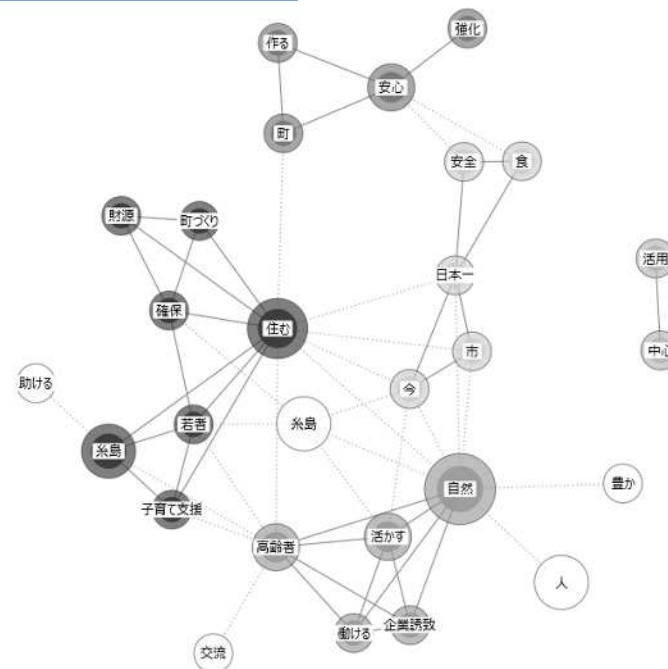 強化
作る
安心
町
安全
食
財源
町づくり
活用
日本一
確保
住む
市
中心
助ける
今
若者
糸島
糸島
自然
豊か
子育て支援
活かす
高齢者
人
働ける
企業誘致
交流